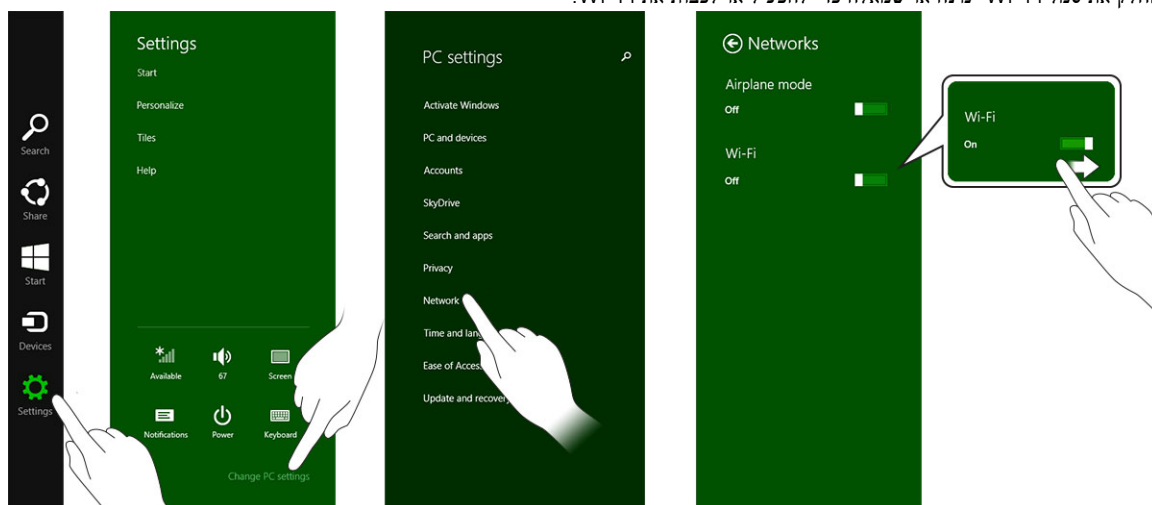 Settings
Start
Personalize
Tiles
Help
Search
Share
Start
Devices
Settings
Available
67
Screen
Notifications
Power
Keyboard
Change PC settings
PC settings
Activate Windows
PC and devices
Accounts
SkyDrive
Search and apps
Privacy
Network
Time and
Ease of
Update and recovery
Networks
Airplane mode
Off
Wi-Fi
Off
Wi-Fi
On